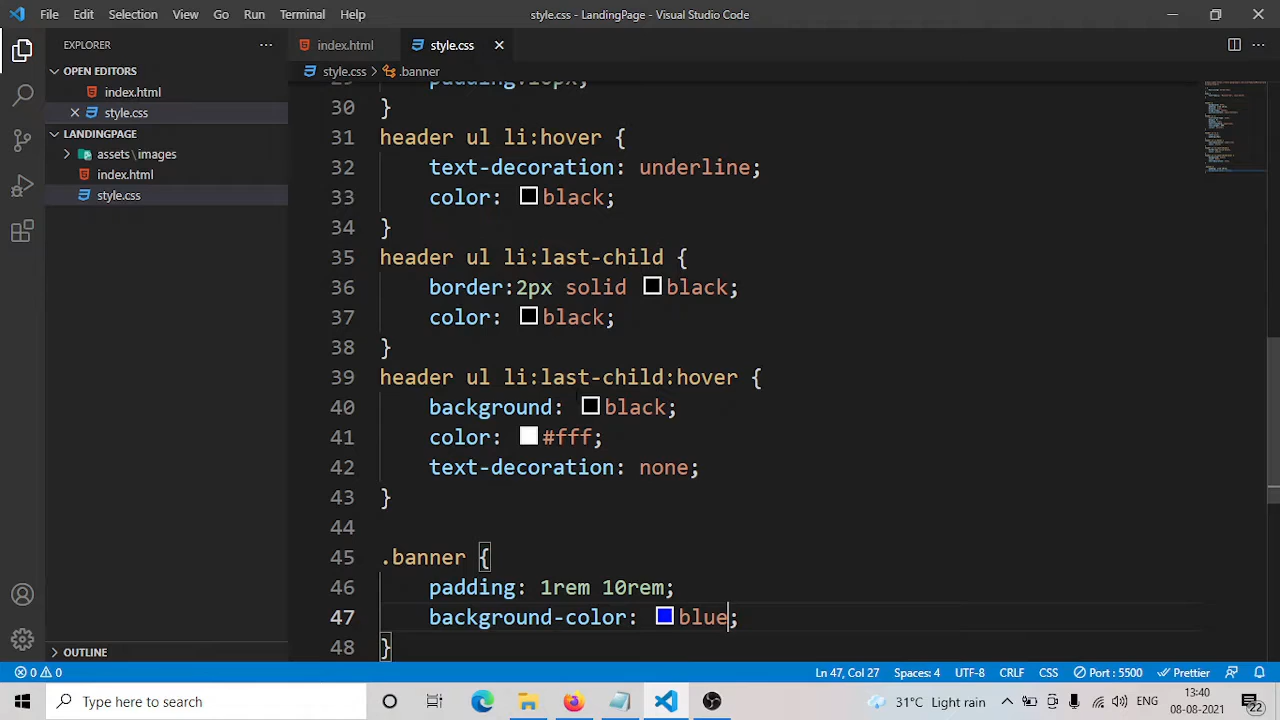 File Edit Selection View Go Run Terminal Help
style.css - LandingPage - Visual Studio Code
EXPLORER
OPEN EDITORS
index.html
style.css
LANDINGPAGE
assets\images
index.html
style.css
OUTLINE
index.html style.css
style.css > .banner
30 }
31 header ul li:hover {
32 text-decoration: underline;
33 color: black;
34 }
35 header ul li:last-child {
36 border:2px solid black;
37 color: black;
38 }
39 header ul li:last-child:hover {
40 background: black;
41 color: #fff;
42 text-decoration: none;
43 }
44
45 .banner {
46 padding: 1rem 10rem;
47 background-color: blue;
48 }
0 0 Ln 47, Col 27 Spaces: 4 UTF-8 CRLF CSS Port : 5500 Prettier
Type here to search
31°C Light rain ENG 13:40
08-08-2021
22